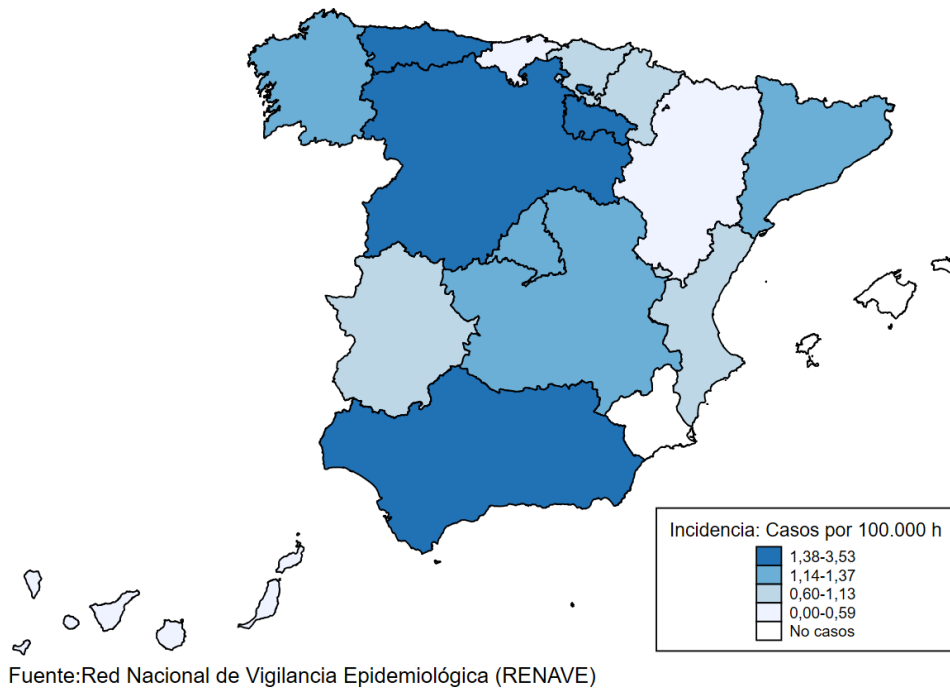 Incidencia: Casos por 100.000 h
1,38-3,53
1,14-1,37
0,60-1,13
0,00-0,59
No casos
Fuente:Red Nacional de Vigilancia Epidemiológica (RENAVE)